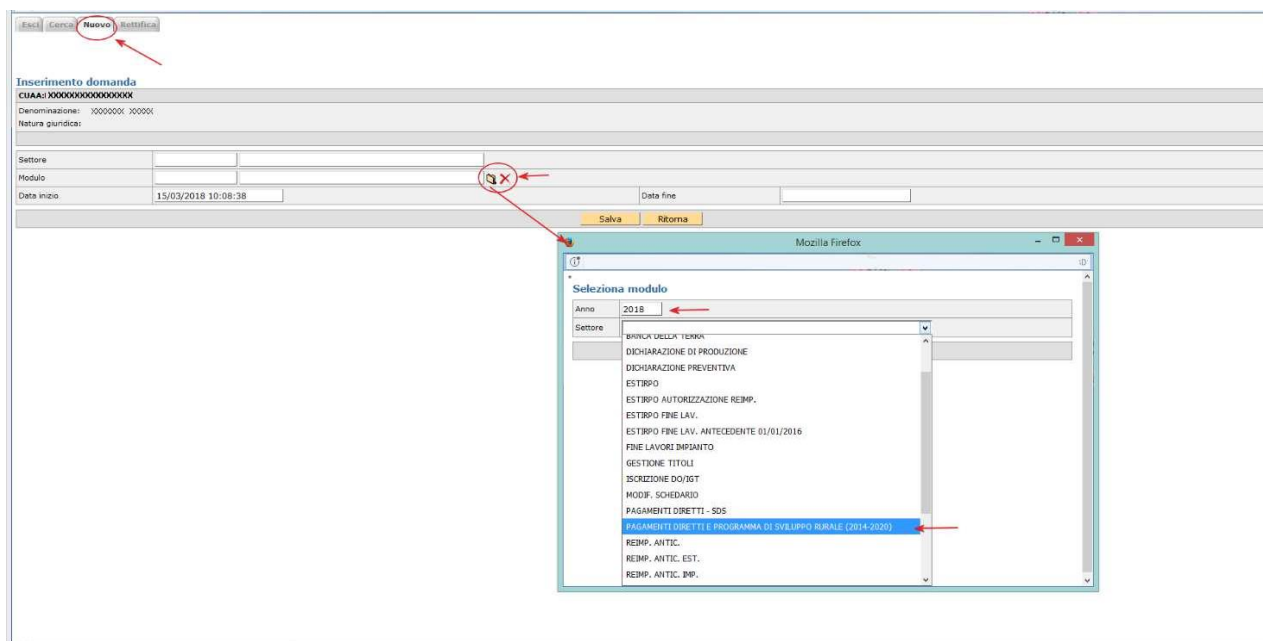 Esci Cerca Nuovo Rettifica
Inserimento domanda
CUAA: XXXXXXXXXXXXXXXX
Denominazione: XXXXXXX XXXXX
Natura giuridica:
Settore
Modulo
Data inizio 15/03/2018 10:08:38 Data fine
Salva Ritorna
Mozilla Firefox
Seleziona modulo
Anno 2018
Settore
BANCA DELLA TERRA
DICHIARAZIONE DI PRODUZIONE
DICHIARAZIONE PREVENTIVA
ESTIRPO
ESTIRPO AUTORIZZAZIONE REIMP.
ESTIRPO FINE LAV.
ESTIRPO FINE LAV. ANTECEDENTE 01/01/2016
FINE LAVORI IMPIANTO
GESTIONE TITOLI
ISCRIZIONE DO/IGT
MODIF. SCHEDARIO
PAGAMENTI DIRETTI - SDS
PAGAMENTI DIRETTI E PROGRAMMA DI SVILUPPO RURALE (2014-2020)
REIMP. ANTIC.
REIMP. ANTIC. EST.
REIMP. ANTIC. IMP.